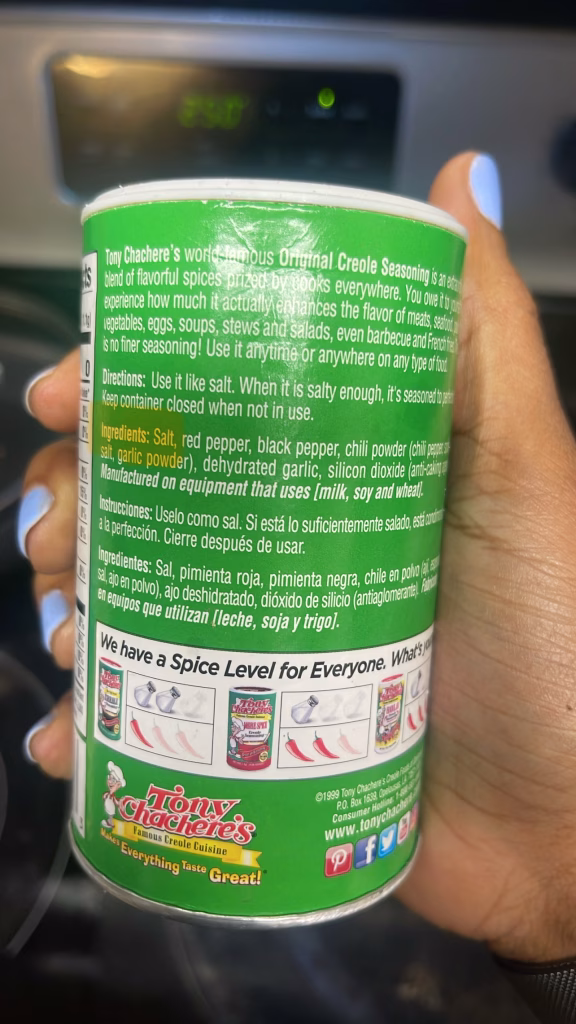 Tony Chachere's world-famous Original Creole Seasoning is an
blend of flavorful spices prized by cooks everywhere. You owe it to
experience how much it actually enhances the flavor of meats, seafood,
vegetables, eggs, soups, stews and salads, even barbecue and French
is no finer seasoning! Use it anytime or anywhere on any type of food.
Directions: Use it like salt. When it is salty enough, it's seasoned to
Keep container closed when not in use.
Ingredients: Salt, red pepper, black pepper, chili powder (chili pepper,
salt, garlic powder), dehydrated garlic, silicon dioxide (anti-caking
Manufactured on equipment that uses [milk, soy and wheat].
Instrucciones: Uselo como sal. Si está lo suficientemente salado, está
a la perfección. Cierre después de usar.
Ingredientes: Sal, pimienta roja, pimienta negra, chile en polvo (ají,
sal, ajo en polvo), ajo deshidratado, dióxido de silicio (antiaglomerante).
en equipos que utilizan [leche, soja y trigo].
We have a Spice Level for Everyone. What's
Tony
Chachere's
Famous Creole Cuisine
Makes Everything Taste Great!
©1999 Tony Chachere's Creole Foods
P.O. Box 1639, Opelousas, LA
Consumer Hotline:
www.tonychachere